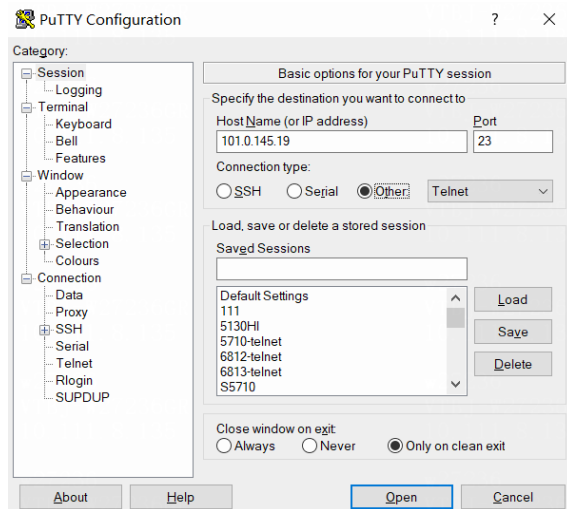 PuTTY Configuration ? ×
Category:
Session
Logging
Terminal
Keyboard
Bell
Features
Window
Appearance
Behaviour
Translation
Selection
Colours
Connection
Data
Proxy
SSH
Serial
Telnet
Rlogin
SUPDUP
Basic options for your PuTTY session
Specify the destination you want to connect to
Host Name (or IP address) Port
101.0.145.19 23
Connection type:
SSH Serial Other: Telnet
Load, save or delete a stored session
Saved Sessions
Default Settings
111
5130HI
5710-telnet
6812-telnet
6813-telnet
S5710
Load
Save
Delete
Close window on exit:
Always Never Only on clean exit
About Help Open Cancel